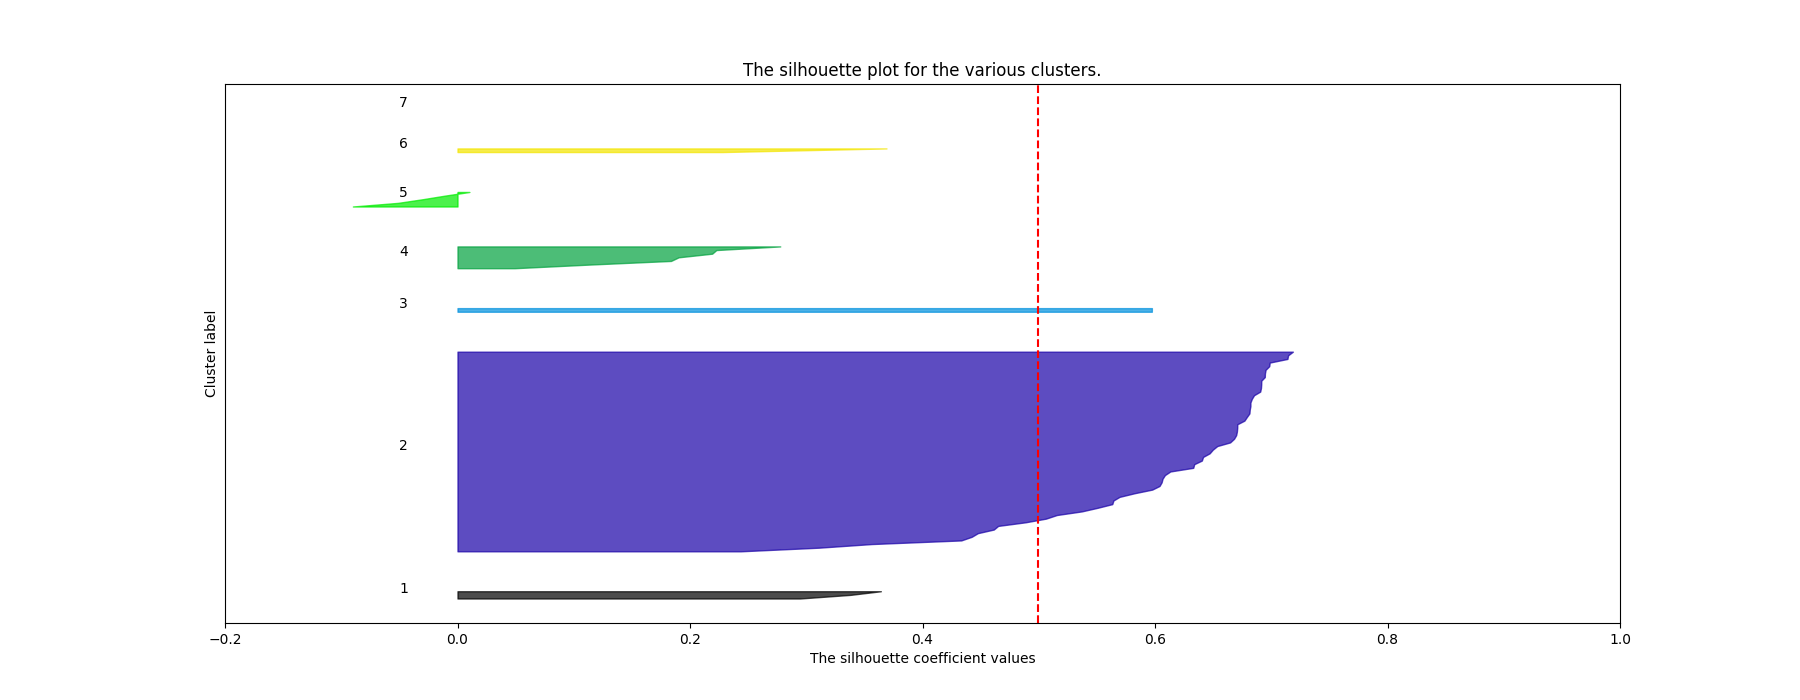 The silhouette plot for the various clusters.
7
6
5
4
3
2
1
Cluster label
−0.2 0.0 0.2 0.4 0.6 0.8 1.0
The silhouette coefficient values